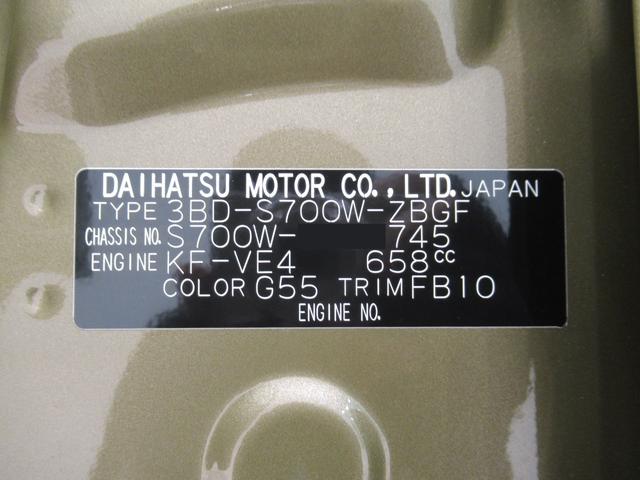 DAIHATSU MOTOR CO., LTD. JAPAN
TYPE 3BD-S700W-ZBGF
CHASSIS NO. S700W- 745
ENGINE KF-VE4 658cc
COLOR G55 TRIM FB10
ENGINE NO.